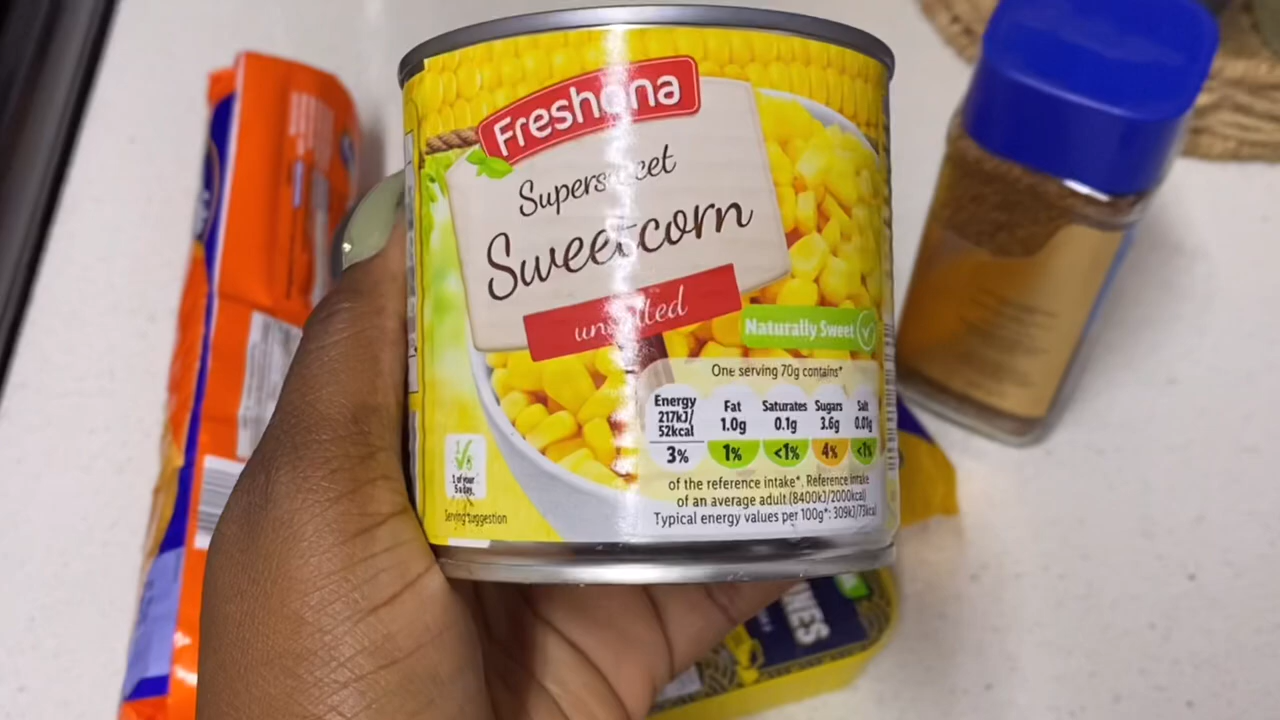 Freshona
Supersweet
Sweetcorn
unsalted
Naturally Sweet
One serving 70g contains*
Energy
217kJ/
52kcal
3%
Fat
1.0g
1%
Saturates
0.1g
<1%
Sugars
3.6g
4%
Salt
0.01g
<1%
of the reference intake*. Reference intake
of an average adult (8400kJ/2000kcal)
Typical energy values per 100g*: 309kJ/73kcal
1 of your
5 a day.
Serving suggestion